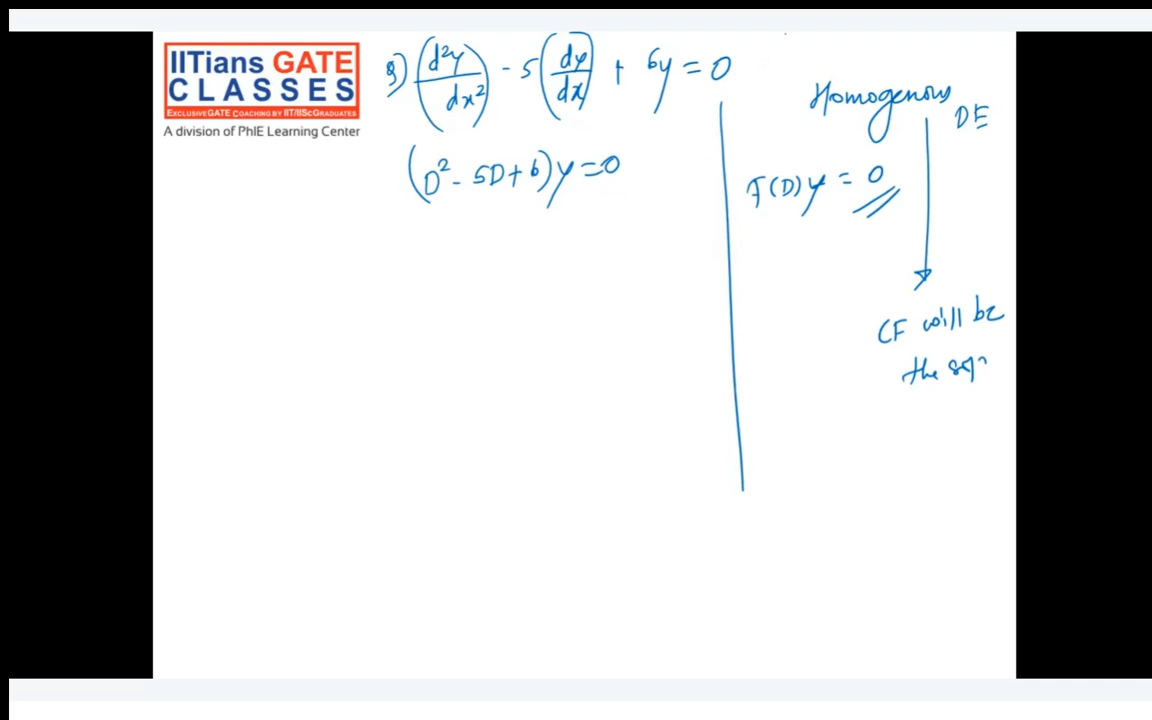 IITians GATE
CLASSES
EXCLUSIVE GATE COACHING BY IIT/IISc GRADUATES
A division of PhIE Learning Center
8) (d²y/dx²) - 5(dy/dx) + 6y = 0
(D² - 5D + 6)y = 0
Homogenous
DE
F(D)y = 0
CF will be
the